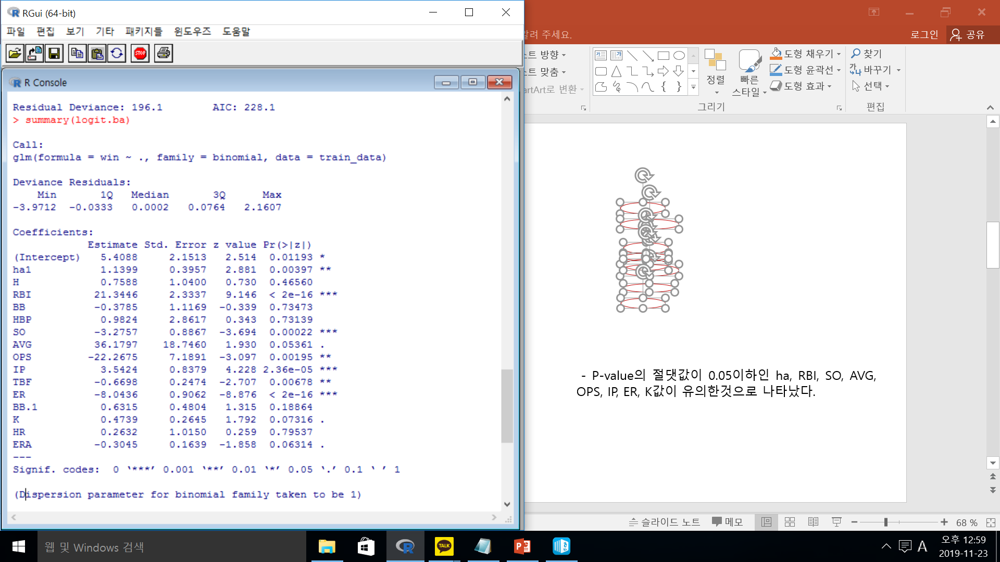 RGui (64-bit)
파일 편집 보기 기타 패키지들 윈도우즈 도움말
STOP
R Console
Residual Deviance: 196.1        AIC: 228.1
> summary(logit.ba)
Call:
glm(formula = win ~ ., family = binomial, data = train_data)
Deviance Residuals:
    Min       1Q   Median       3Q      Max
-3.9712  -0.0333   0.0002   0.0764   2.1607
Coefficients:
            Estimate Std. Error z value Pr(>|z|)
(Intercept)   5.4088     2.1513   2.514  0.01193 *
ha1           1.1399     0.3957   2.881  0.00397 **
H             0.7588     1.0400   0.730  0.46560
RBI          21.3446     2.3337   9.146  < 2e-16 ***
BB           -0.3785     1.1169  -0.339  0.73473
HBP           0.9824     2.8617   0.343  0.73139
SO           -3.2757     0.8867  -3.694  0.00022 ***
AVG          36.1797    18.7460   1.930  0.05361 .
OPS         -22.2675     7.1891  -3.097  0.00195 **
IP            3.5424     0.8379   4.228 2.36e-05 ***
TBF          -0.6698     0.2474  -2.707  0.00678 **
ER           -8.0436     0.9062  -8.876  < 2e-16 ***
BB.1          0.6315     0.4804   1.315  0.18864
K             0.4739     0.2645   1.792  0.07316 .
HR            0.2632     1.0150   0.259  0.79537
ERA          -0.3045     0.1639  -1.858  0.06314 .
---
Signif. codes:  0 ‘***’ 0.001 ‘**’ 0.01 ‘*’ 0.05 ‘.’ 0.1 ‘ ’ 1
(Dispersion parameter for binomial family taken to be 1)
려 주세요.
로그인 공유
스트 방향
스트 맞춤
artArt로 변환
정렬
빠른
스타일
도형 채우기
도형 윤곽선
도형 효과
그리기
찾기
바꾸기
선택
편집
- P-value의 절댓값이 0.05이하인 ha, RBI, SO, AVG,
OPS, IP, ER, K값이 유의한것으로 나타났다.
슬라이드 노트 메모 68 %
웹 및 Windows 검색
TALK
A
오후 12:59
2019-11-23